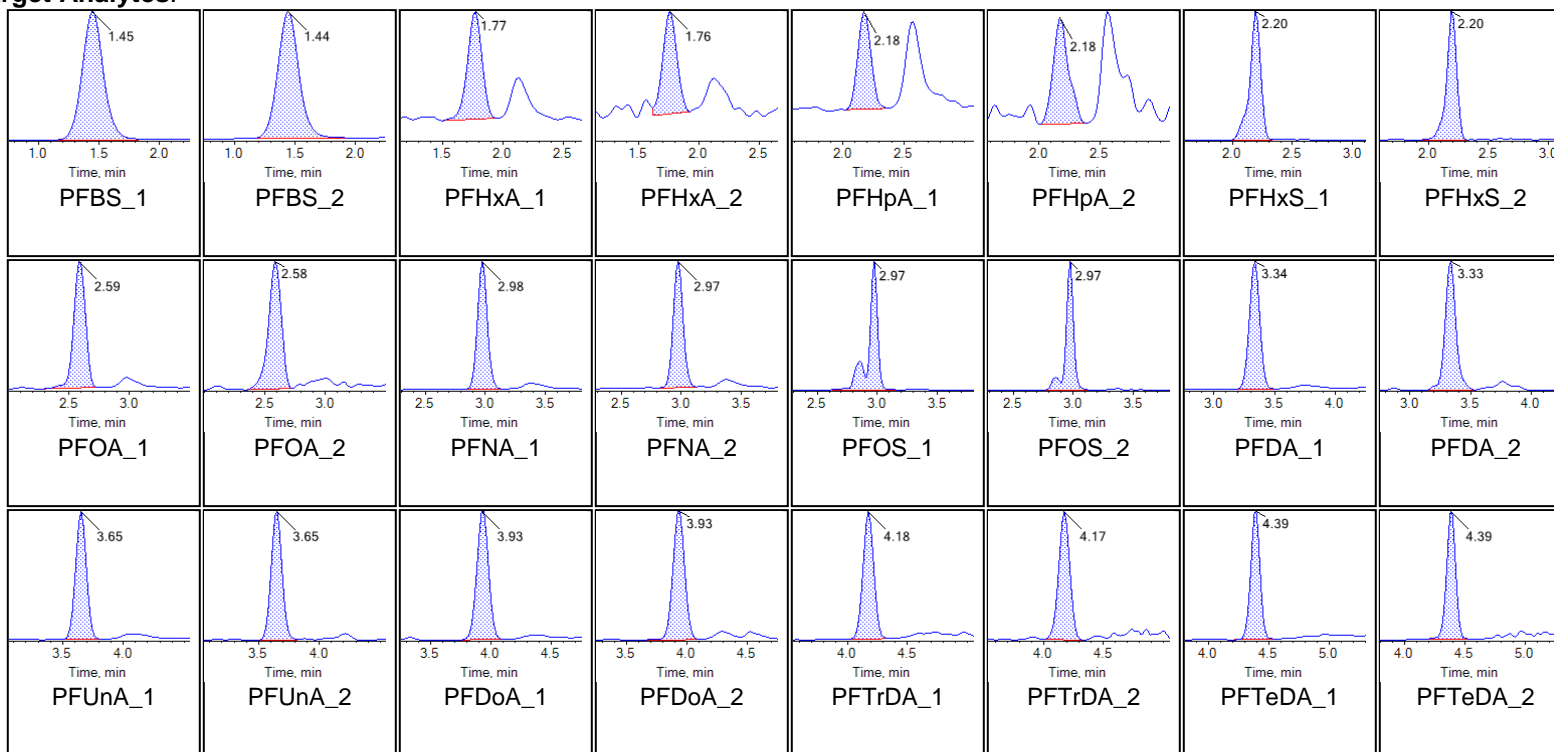 rget Analytes:
1.45 1.44 1.77 1.76 2.18 2.18 2.20 2.20
1.0 1.5 2.0 1.0 1.5 2.0 1.5 2.0 2.5 1.5 2.0 2.5 2.0 2.5 2.0 2.5 2.0 2.5 3.0 2.0 2.5 3.0
Time, min Time, min Time, min Time, min Time, min Time, min Time, min Time, min
PFBS_1 PFBS_2 PFHxA_1 PFHxA_2 PFHpA_1 PFHpA_2 PFHxS_1 PFHxS_2
2.59 2.58 2.98 2.97 2.97 2.97 3.34 3.33
2.5 3.0 2.5 3.0 2.5 3.0 3.5 2.5 3.0 3.5 2.5 3.0 3.5 2.5 3.0 3.5 3.0 3.5 4.0 3.0 3.5 4.0
Time, min Time, min Time, min Time, min Time, min Time, min Time, min Time, min
PFOA_1 PFOA_2 PFNA_1 PFNA_2 PFOS_1 PFOS_2 PFDA_1 PFDA_2
3.65 3.65 3.93 3.93 4.18 4.17 4.39 4.39
3.5 4.0 3.5 4.0 3.5 4.0 4.5 3.5 4.0 4.5 4.0 4.5 4.0 4.5 4.0 4.5 5.0 4.0 4.5 5.0
Time, min Time, min Time, min Time, min Time, min Time, min Time, min Time, min
PFUnA_1 PFUnA_2 PFDoA_1 PFDoA_2 PFTrDA_1 PFTrDA_2 PFTeDA_1 PFTeDA_2